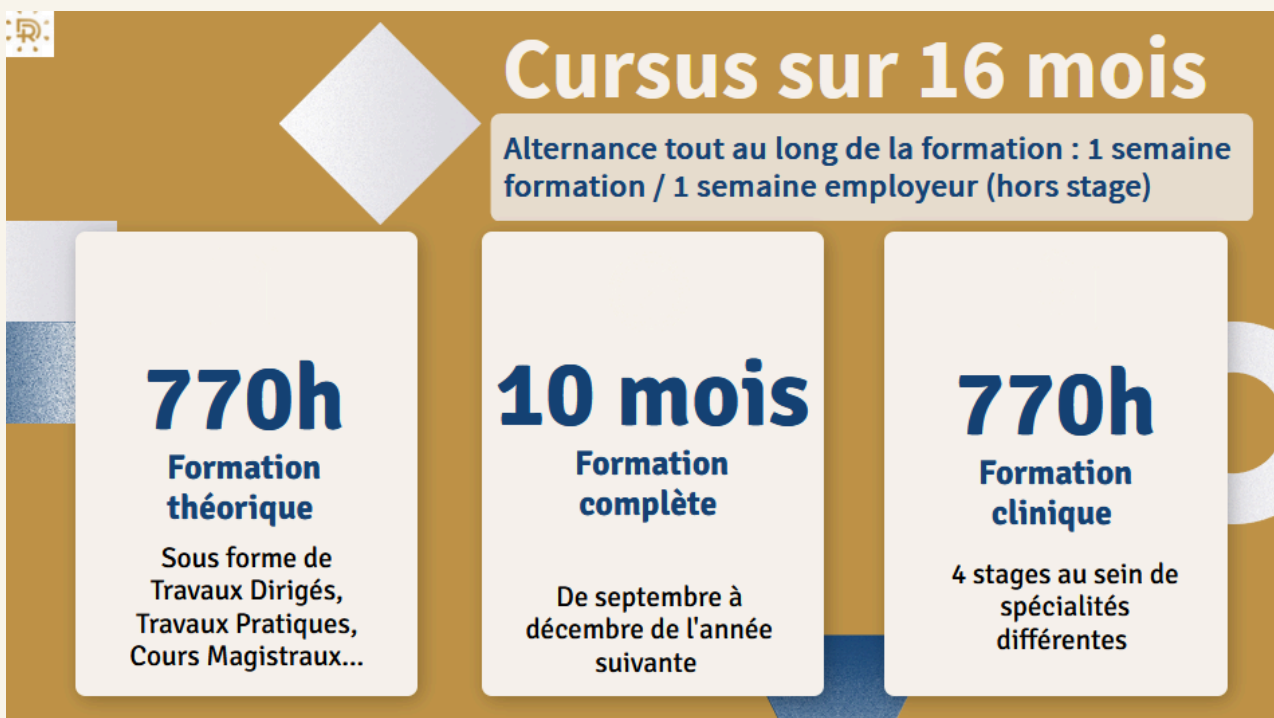 Cursus sur 16 mois
Alternance tout au long de la formation : 1 semaine
formation / 1 semaine employeur (hors stage)
770h
Formation
théorique
Sous forme de
Travaux Dirigés,
Travaux Pratiques,
Cours Magistraux...
10 mois
Formation
complète
De septembre à
décembre de l'année
suivante
770h
Formation
clinique
4 stages au sein de
spécialités
différentes